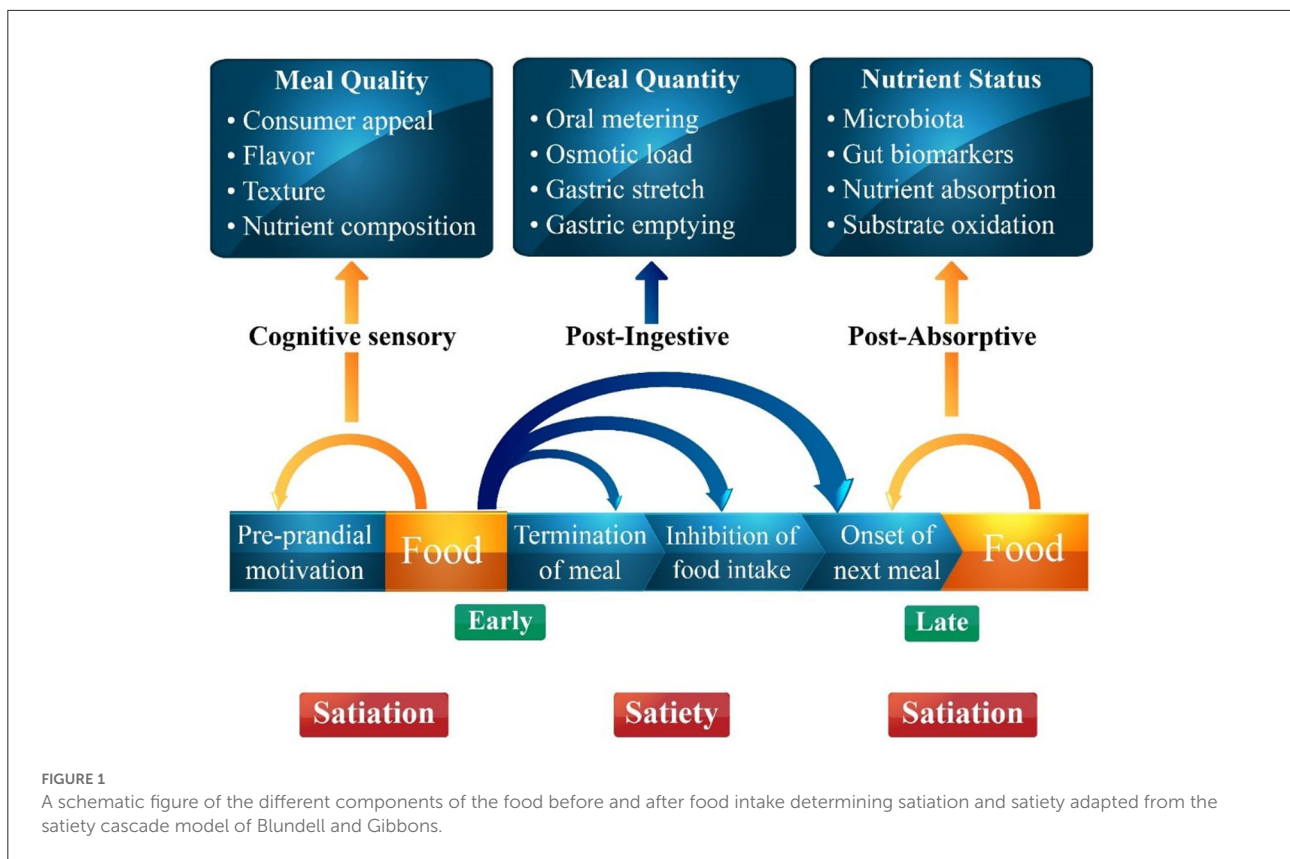 Meal Quality
• Consumer appeal
• Flavor
• Texture
• Nutrient composition
Meal Quantity
• Oral metering
• Osmotic load
• Gastric stretch
• Gastric emptying
Nutrient Status
• Microbiota
• Gut biomarkers
• Nutrient absorption
• Substrate oxidation
Cognitive sensory
Post-Ingestive
Post-Absorptive
Pre-prandial
motivation
Food
Termination
of meal
Inhibition of
food intake
Onset of
next meal
Food
Early
Late
Satiation
Satiety
Satiation
FIGURE 1
A schematic figure of the different components of the food before and after food intake determining satiation and satiety adapted from the
satiety cascade model of Blundell and Gibbons.